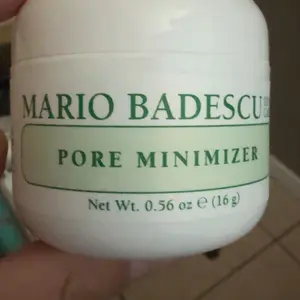 MARIO BADESCU
PORE MINIMIZER
Net Wt. 0.56 oz ℮ (16 g)